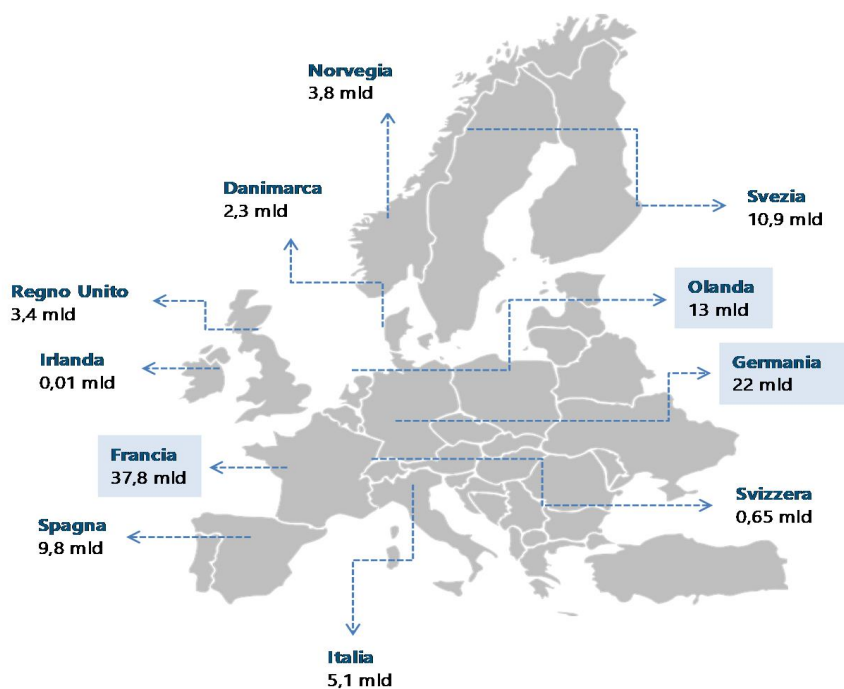 Norvegia
3,8 mld
Danimarca
2,3 mld
Svezia
10,9 mld
Regno Unito
3,4 mld
Olanda
13 mld
Irlanda
0,01 mld
Germania
22 mld
Francia
37,8 mld
Svizzera
0,65 mld
Spagna
9,8 mld
Italia
5,1 mld